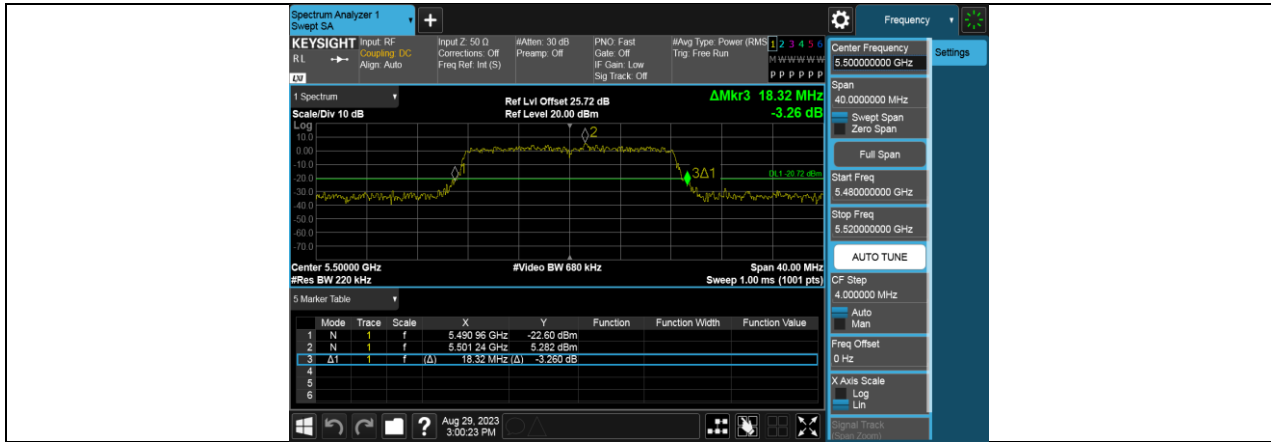 Spectrum Analyzer 1
Swept SA
Frequency
KEYSIGHT
RL
LXI
Input: RF
Coupling: DC
Align: Auto
Input Z: 50 Ω
Corrections: Off
Freq Ref: Int (S)
#Atten: 30 dB
Preamp: Off
PNO: Fast
Gate: Off
IF Gain: Low
Sig Track: Off
#Avg Type: Power (RMS
Trig: Free Run
1 2 3 4 5 6
M W W W W W
P P P P P P
1 Spectrum
Scale/Div 10 dB
Ref Lvl Offset 25.72 dB
Ref Level 20.00 dBm
ΔMkr3 18.32 MHz
-3.26 dB
Log
10.0
0.00
-10.0
-20.0
-30.0
-40.0
-50.0
-60.0
-70.0
2
3Δ1
DL1 -20.72 dBm
Center 5.50000 GHz
#Video BW 680 kHz
Span 40.00 MHz
#Res BW 220 kHz
Sweep 1.00 ms (1001 pts)
5 Marker Table
Mode Trace Scale X Y Function Function Width Function Value
1 N 1 f 5.490 96 GHz -22.60 dBm
2 N 1 f 5.501 24 GHz 5.282 dBm
3 Δ1 1 f (Δ) 18.32 MHz (Δ) -3.260 dB
4
5
6
?
Aug 29, 2023
3:00:23 PM
Center Frequency
5.500000000 GHz
Settings
Span
40.0000000 MHz
Swept Span
Zero Span
Full Span
Start Freq
5.480000000 GHz
Stop Freq
5.520000000 GHz
AUTO TUNE
CF Step
4.000000 MHz
Auto
Man
Freq Offset
0 Hz
X Axis Scale
Log
Lin
Signal Track
(Span Zoom)